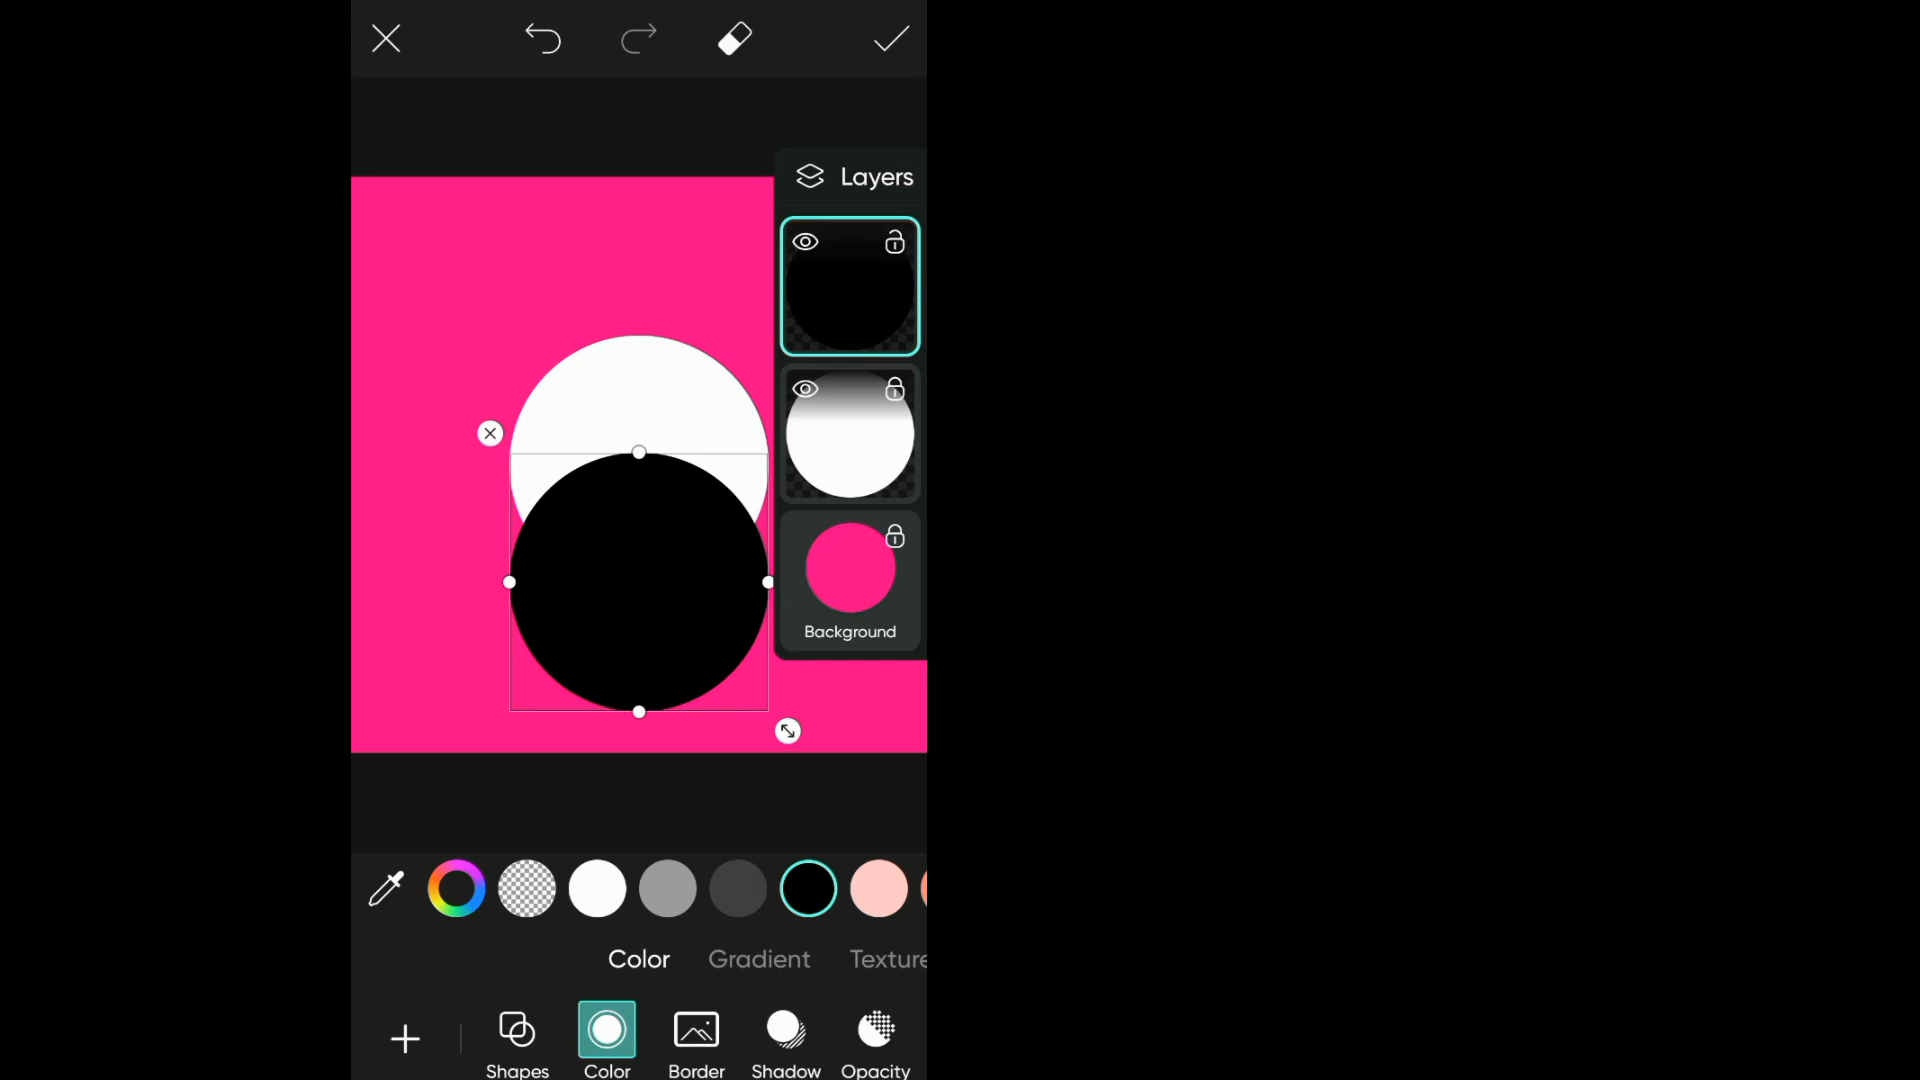 Layers
Background
Color Gradient Texture
Shapes Color Border Shadow Opacity